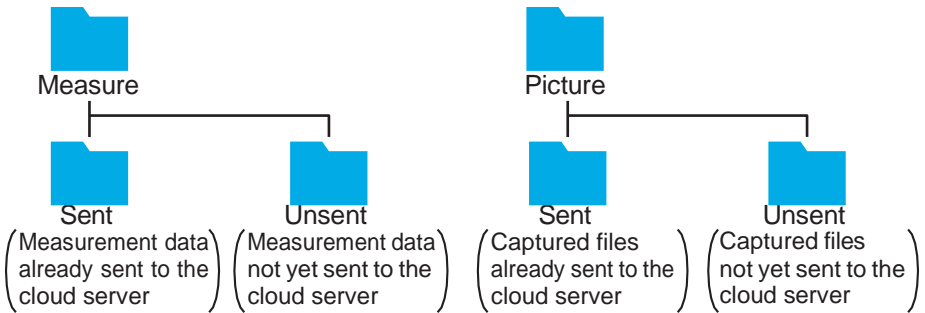 Measure
Picture
Sent
Unsent
Sent
Unsent
(Measurement data
already sent to the
cloud server)
(Measurement data
not yet sent to the
cloud server)
(Captured files
already sent to the
cloud server)
(Captured files
not yet sent to the
cloud server)